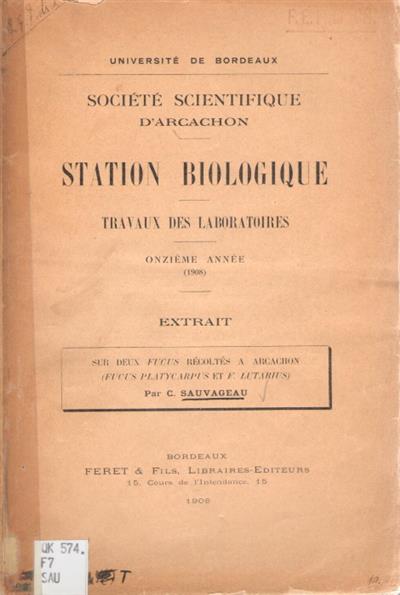 UNIVERSITÉ DE BORDEAUX
SOCIÉTÉ SCIENTIFIQUE
D'ARCACHON
STATION BIOLOGIQUE
TRAVAUX DES LABORATOIRES
ONZIÈME ANNÉE
(1908)
EXTRAIT
SUR DEUX FUCUS RÉCOLTÉS A ARCACHON
(FUCUS PLATYCARPUS ET F. LUTARIUS)
Par C. SAUVAGEAU
BORDEAUX
FERET & FILS, LIBRAIRES-EDITEURS
15, Cours de l'Intendance, 15
1908
QK 574.
F7
SAU